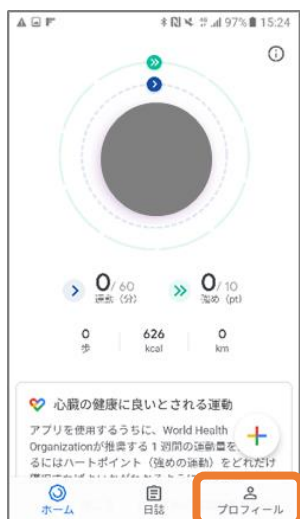 97% 15:24
0/ 60
運動 (分)
0/ 10
強め (pt)
0
歩
626
kcal
0
km
心臓の健康に良いとされる運動
アプリを使用するうちに、World Health
Organizationが推奨する 1 週間の運動量を
るにはハートポイント（強めの運動）をどれだけ
ホーム
日誌
プロフィール